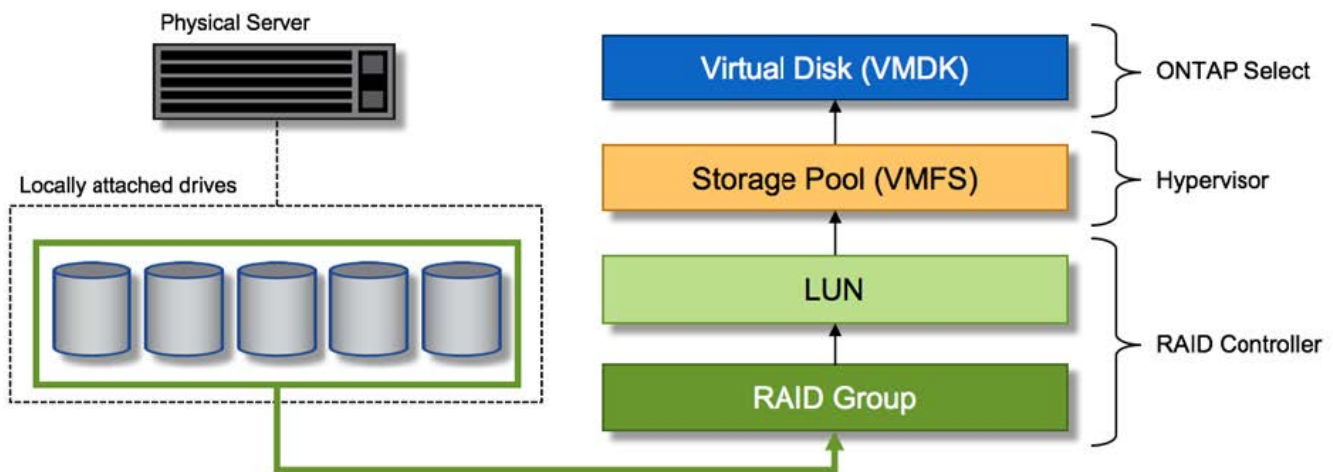 Physical Server
Locally attached drives
Virtual Disk (VMDK)
ONTAP Select
Storage Pool (VMFS)
Hypervisor
LUN
RAID Controller
RAID Group